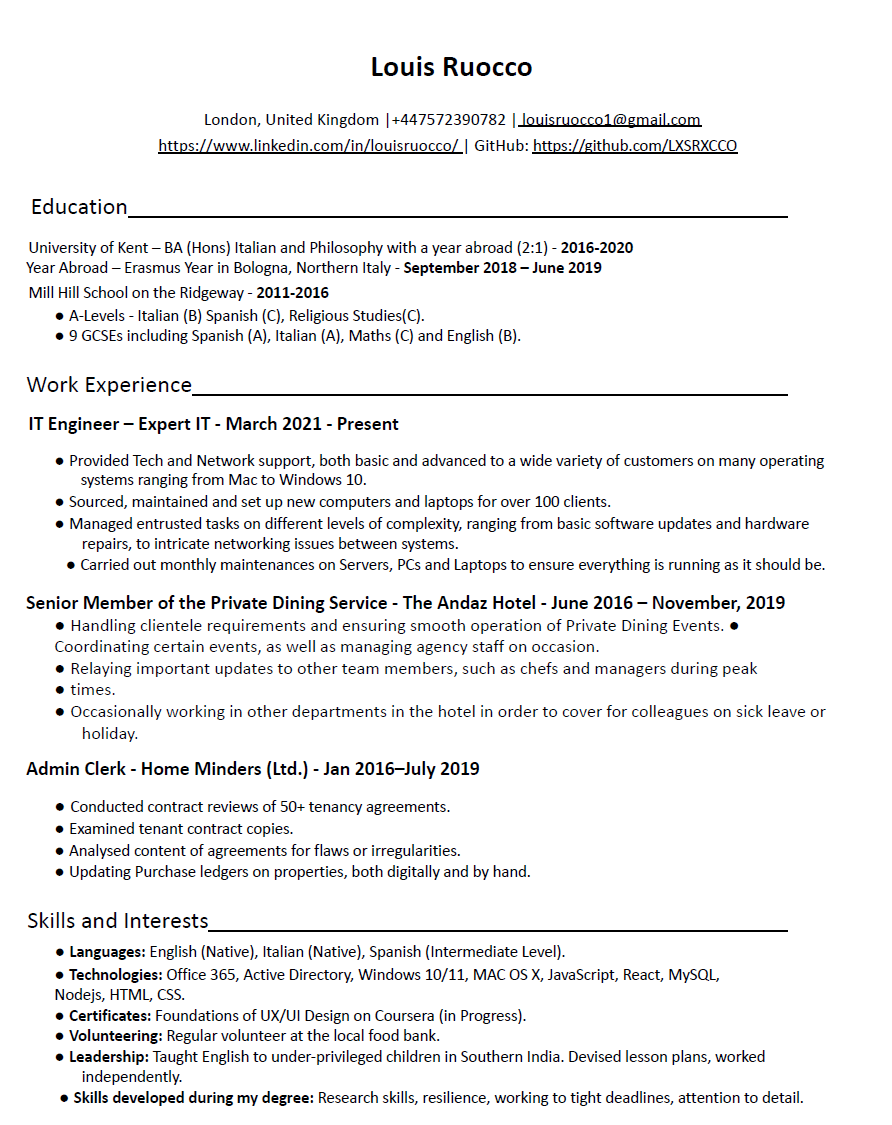 Louis Ruocco
London, United Kingdom |+447572390782 | louisruocco1@gmail.com
https://www.linkedin.com/in/louisruocco/ | GitHub: https://github.com/LXSRXCCO
Education
University of Kent – BA (Hons) Italian and Philosophy with a year abroad (2:1) - 2016-2020
Year Abroad – Erasmus Year in Bologna, Northern Italy - September 2018 – June 2019
Mill Hill School on the Ridgeway - 2011-2016
● A-Levels - Italian (B) Spanish (C), Religious Studies(C).
● 9 GCSEs including Spanish (A), Italian (A), Maths (C) and English (B).
Work Experience
IT Engineer – Expert IT - March 2021 - Present
● Provided Tech and Network support, both basic and advanced to a wide variety of customers on many operating
systems ranging from Mac to Windows 10.
● Sourced, maintained and set up new computers and laptops for over 100 clients.
● Managed entrusted tasks on different levels of complexity, ranging from basic software updates and hardware
repairs, to intricate networking issues between systems.
● Carried out monthly maintenances on Servers, PCs and Laptops to ensure everything is running as it should be.
Senior Member of the Private Dining Service - The Andaz Hotel - June 2016 – November, 2019
● Handling clientele requirements and ensuring smooth operation of Private Dining Events. ●
Coordinating certain events, as well as managing agency staff on occasion.
● Relaying important updates to other team members, such as chefs and managers during peak
● times.
● Occasionally working in other departments in the hotel in order to cover for colleagues on sick leave or
holiday.
Admin Clerk - Home Minders (Ltd.) - Jan 2016–July 2019
● Conducted contract reviews of 50+ tenancy agreements.
● Examined tenant contract copies.
● Analysed content of agreements for flaws or irregularities.
● Updating Purchase ledgers on properties, both digitally and by hand.
Skills and Interests
● Languages: English (Native), Italian (Native), Spanish (Intermediate Level).
● Technologies: Office 365, Active Directory, Windows 10/11, MAC OS X, JavaScript, React, MySQL,
Nodejs, HTML, CSS.
● Certificates: Foundations of UX/UI Design on Coursera (in Progress).
● Volunteering: Regular volunteer at the local food bank.
● Leadership: Taught English to under-privileged children in Southern India. Devised lesson plans, worked
independently.
● Skills developed during my degree: Research skills, resilience, working to tight deadlines, attention to detail.